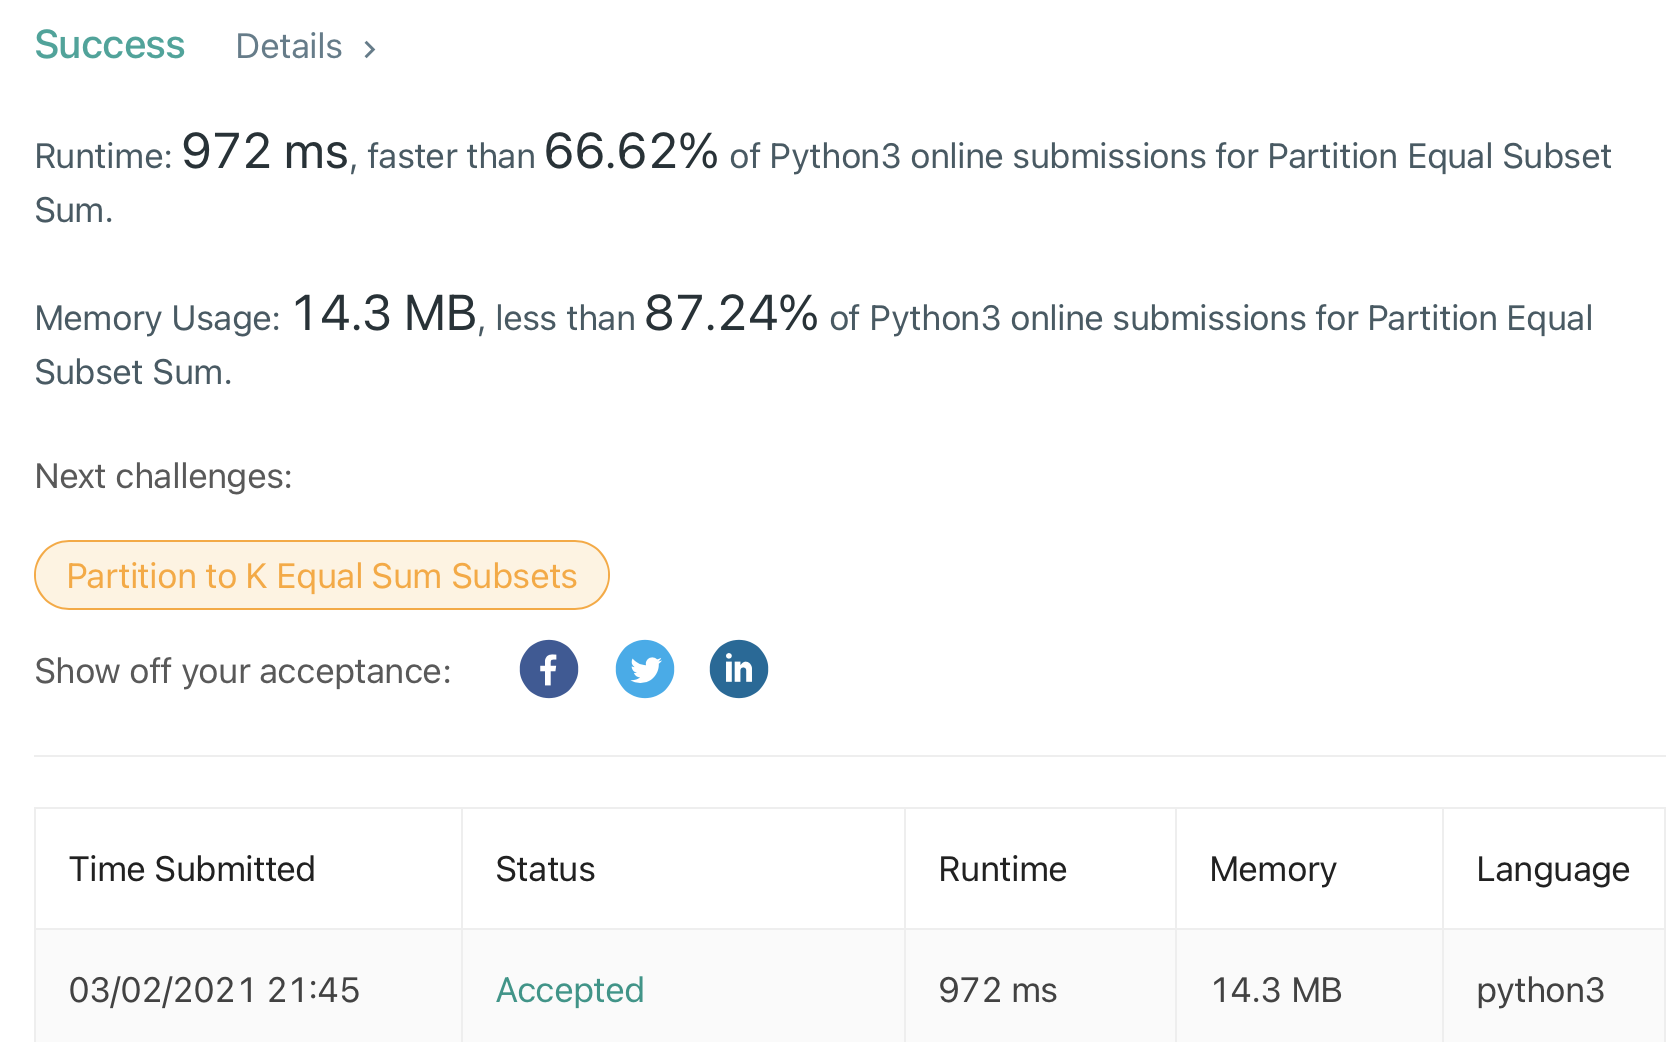 Success Details >
Runtime: 972 ms, faster than 66.62% of Python3 online submissions for Partition Equal Subset
Sum.
Memory Usage: 14.3 MB, less than 87.24% of Python3 online submissions for Partition Equal
Subset Sum.
Next challenges:
Partition to K Equal Sum Subsets
Show off your acceptance: f in
Time Submitted Status Runtime Memory Language
03/02/2021 21:45 Accepted 972 ms 14.3 MB python3